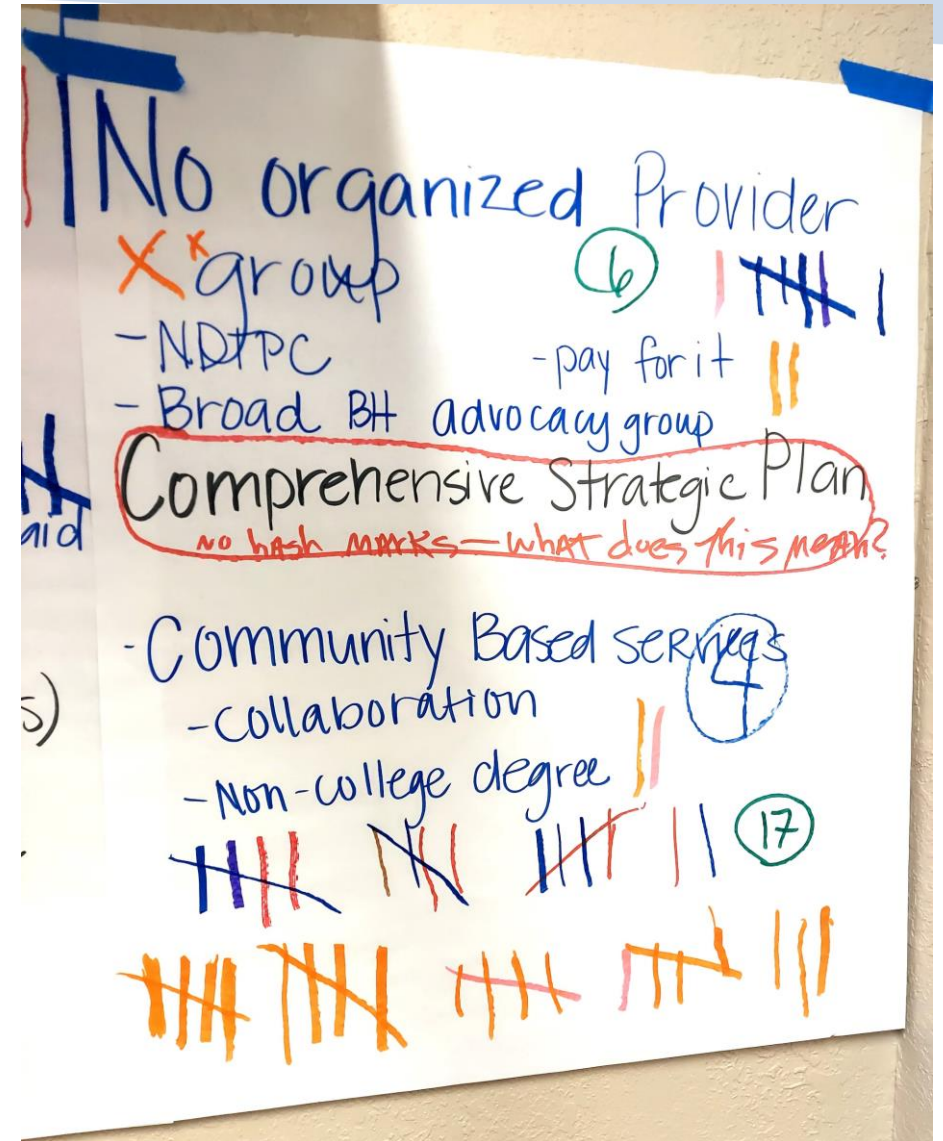 No organized Provider
X x group 6
- NDTPC - pay for it
- Broad BH advocacy group
Comprehensive Strategic Plan
NO hASh MARKS - WhAT does This MeAN?
- Community Based SERVices 4
- Collaboration
- Non-college degree
17
aid
s)